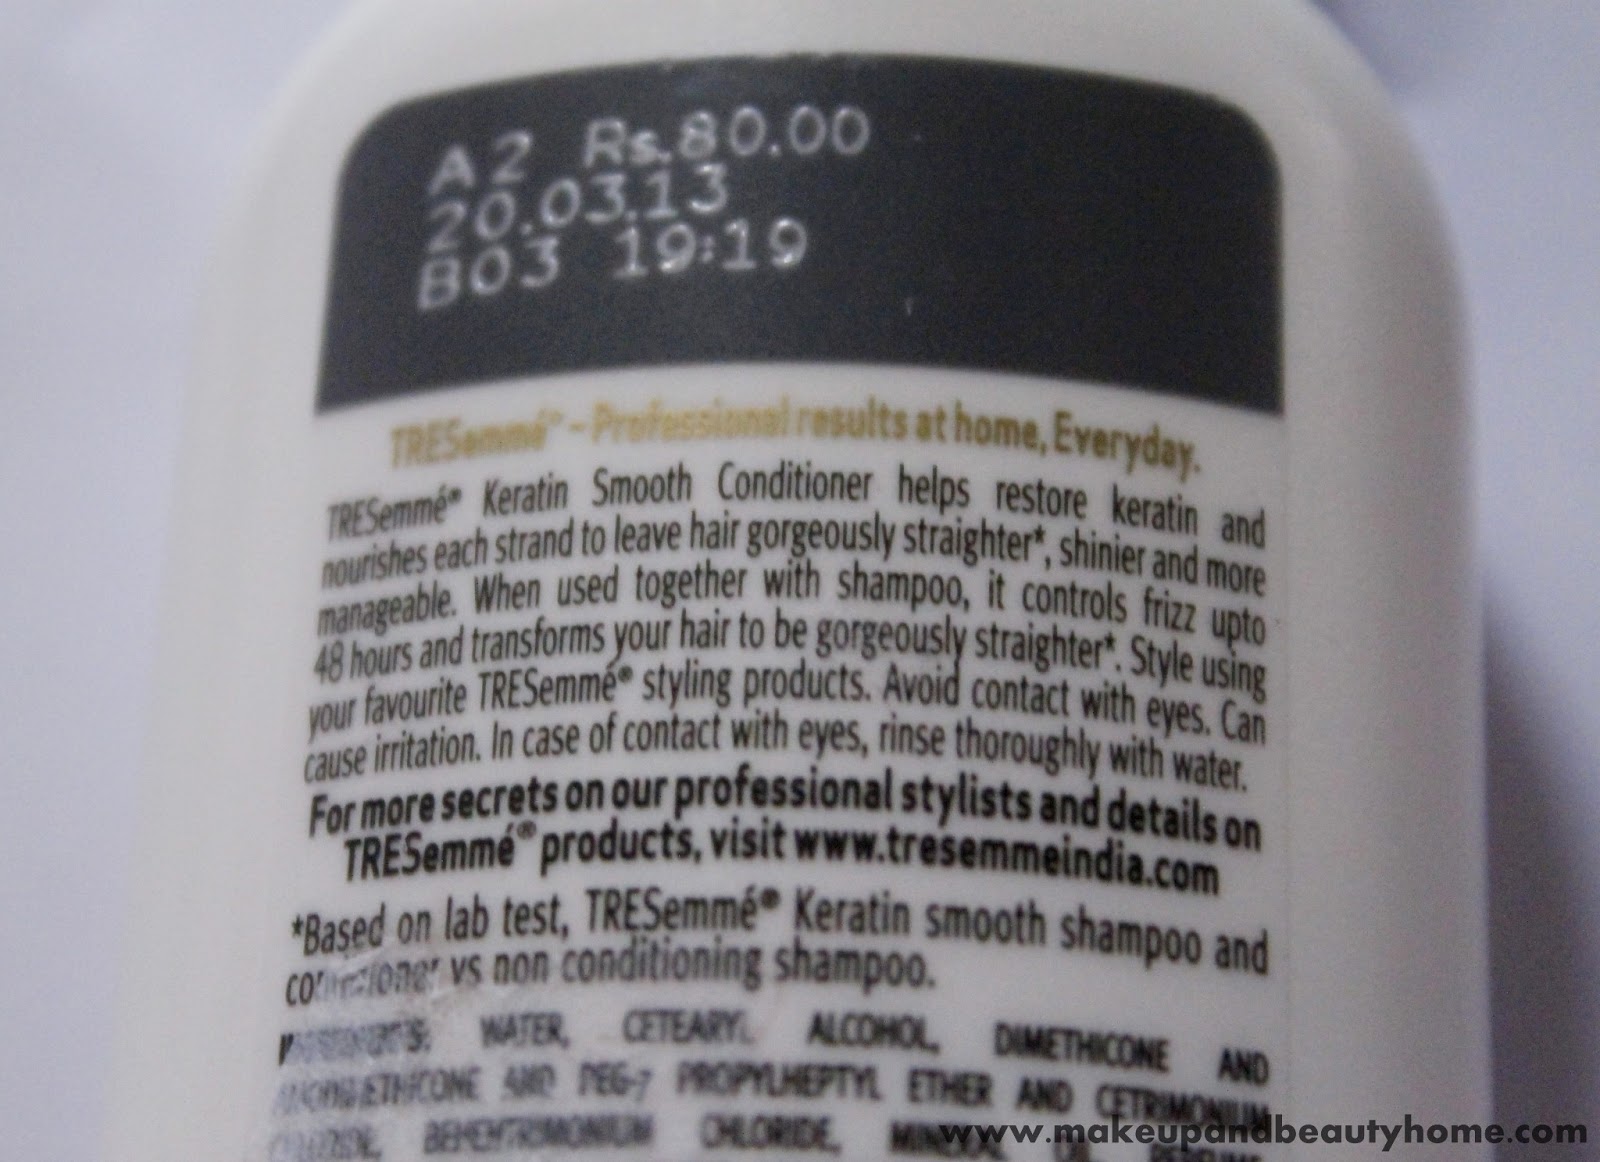 A2 Rs.80.00
20.03.13
B03 19:19
TRESemmé™ – Professional results at home, Everyday.
TRESemmé® Keratin Smooth Conditioner helps restore keratin and
nourishes each strand to leave hair gorgeously straighter*, shinier and more
manageable. When used together with shampoo, it controls frizz upto
48 hours and transforms your hair to be gorgeously straighter*. Style using
your favourite TRESemmé® styling products. Avoid contact with eyes. Can
cause irritation. In case of contact with eyes, rinse thoroughly with water.
For more secrets on our professional stylists and details on
TRESemmé® products, visit www.tresemmeindia.com
*Based on lab test, TRESemmé® Keratin smooth shampoo and
conditioner vs non conditioning shampoo.
WATER, CETEARYL ALCOHOL, DIMETHICONE AND
AND PEG-7 PROPYLHEPTYL ETHER AND CETRIMONIUM
BEHENTRIMONIUM CHLORIDE, MINERAL OIL, PERFUME,
www.makeupandbeautyhome.com